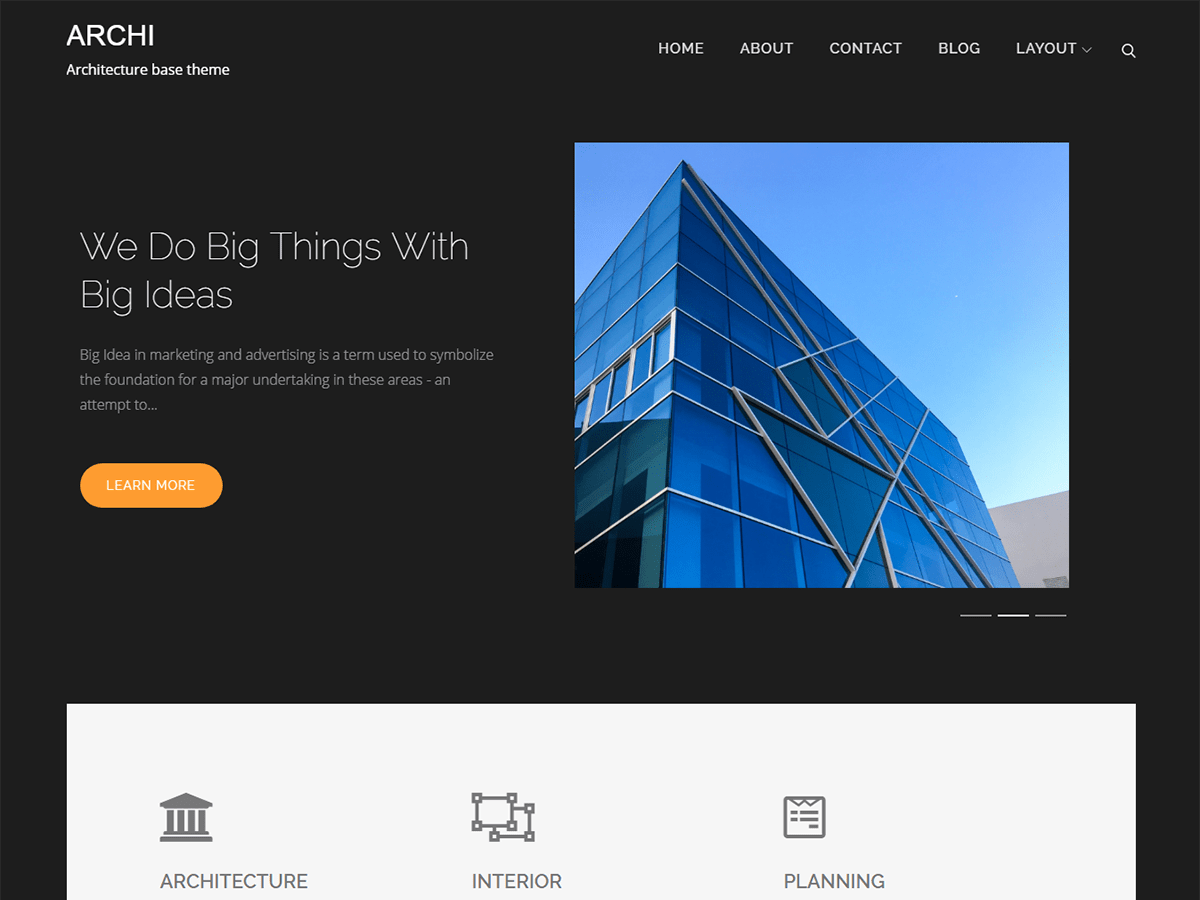 ARCHI
Architecture base theme
HOME
ABOUT
CONTACT
BLOG
LAYOUT
We Do Big Things With
Big Ideas
Big Idea in marketing and advertising is a term used to symbolize
the foundation for a major undertaking in these areas - an
attempt to...
LEARN MORE
ARCHITECTURE
INTERIOR
PLANNING